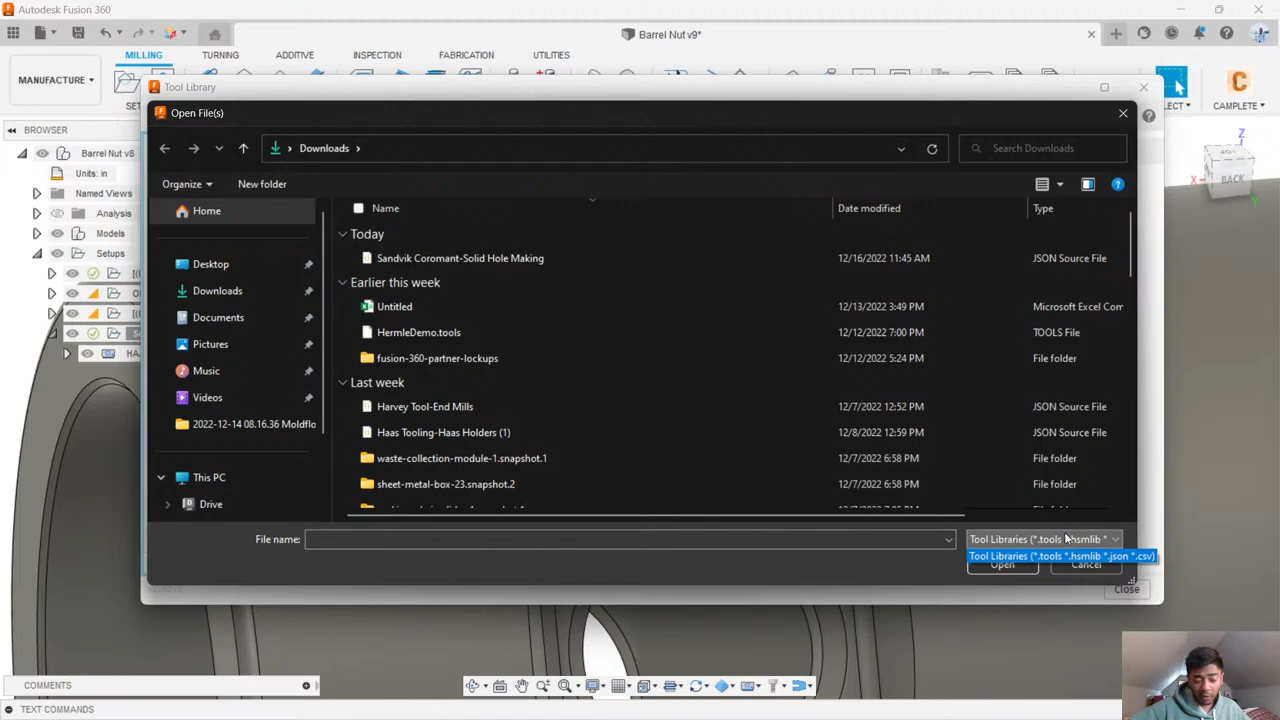 Autodesk Fusion 360
Barrel Nut v9*
MILLING TURNING ADDITIVE INSPECTION FABRICATION UTILITIES
MANUFACTURE
COMPLETE
BROWSER
Barrel Nut v8
Units: in
Named Views
Analysis
Models
Setups
Tool Library
Open File(s)
Downloads
Search Downloads
Organize New folder
Home
Desktop
Downloads
Documents
Pictures
Music
Videos
2022-12-14 08.16.36 Moldflo
This PC
Drive
Name Date modified Type
Today
Sandvik Coromant-Solid Hole Making 12/16/2022 11:45 AM JSON Source File
Earlier this week
Untitled 12/13/2022 3:49 PM Microsoft Excel Com
HermleDemo.tools 12/12/2022 7:00 PM TOOLS File
fusion-360-partner-lockups 12/12/2022 5:24 PM File folder
Last week
Harvey Tool-End Mills 12/7/2022 12:52 PM JSON Source File
Haas Tooling-Haas Holders (1) 12/8/2022 12:59 PM JSON Source File
waste-collection-module-1.snapshot.1 12/7/2022 6:58 PM File folder
sheet-metal-box-23.snapshot.2 12/7/2022 6:58 PM File folder
File name:
Tool Libraries (*.tools *.hsmlib *
Tool Libraries (*.tools *.hsmlib *.json *.csv)
Open Cancel
Close
BACK
Z
X
Y
COMMENTS
TEXT COMMANDS